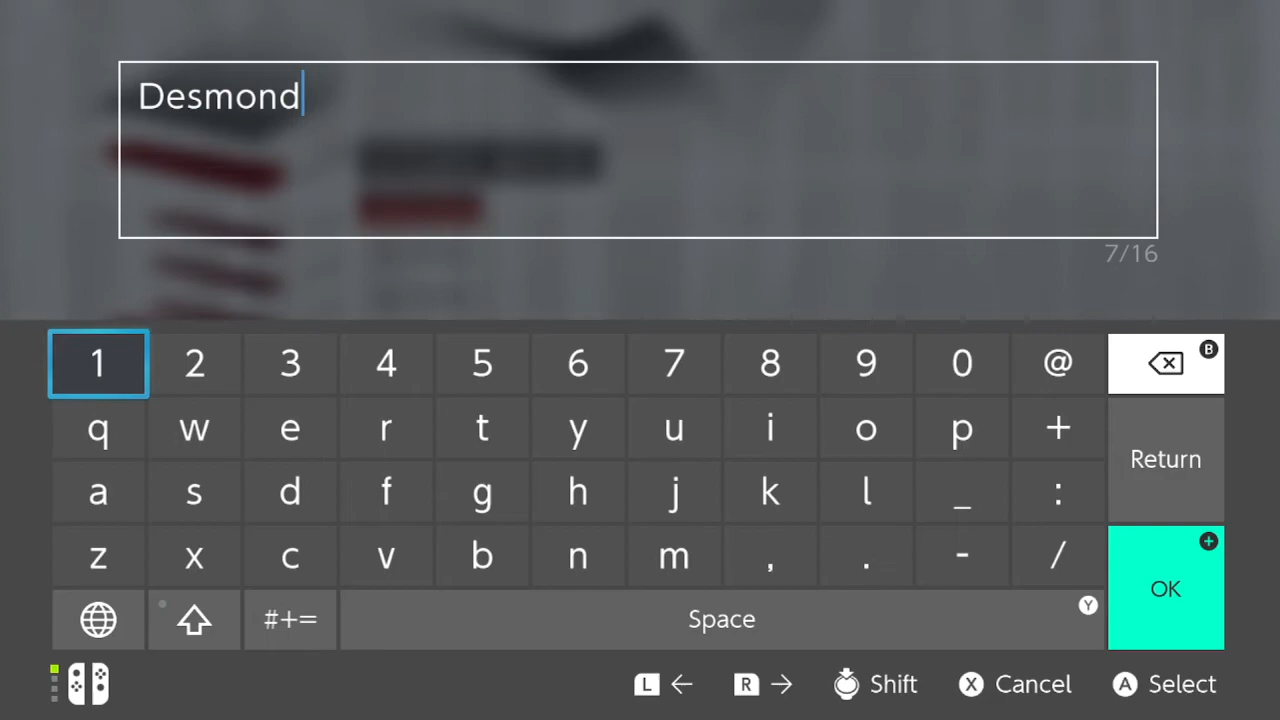 Desmond
7/16
1 2 3 4 5 6 7 8 9 0 @ B
q w e r t y u i o p + Return
a s d f g h j k l _ :
z x c v b n m , . - / + OK
#+= Space Y
L ← R → Shift X Cancel A Select